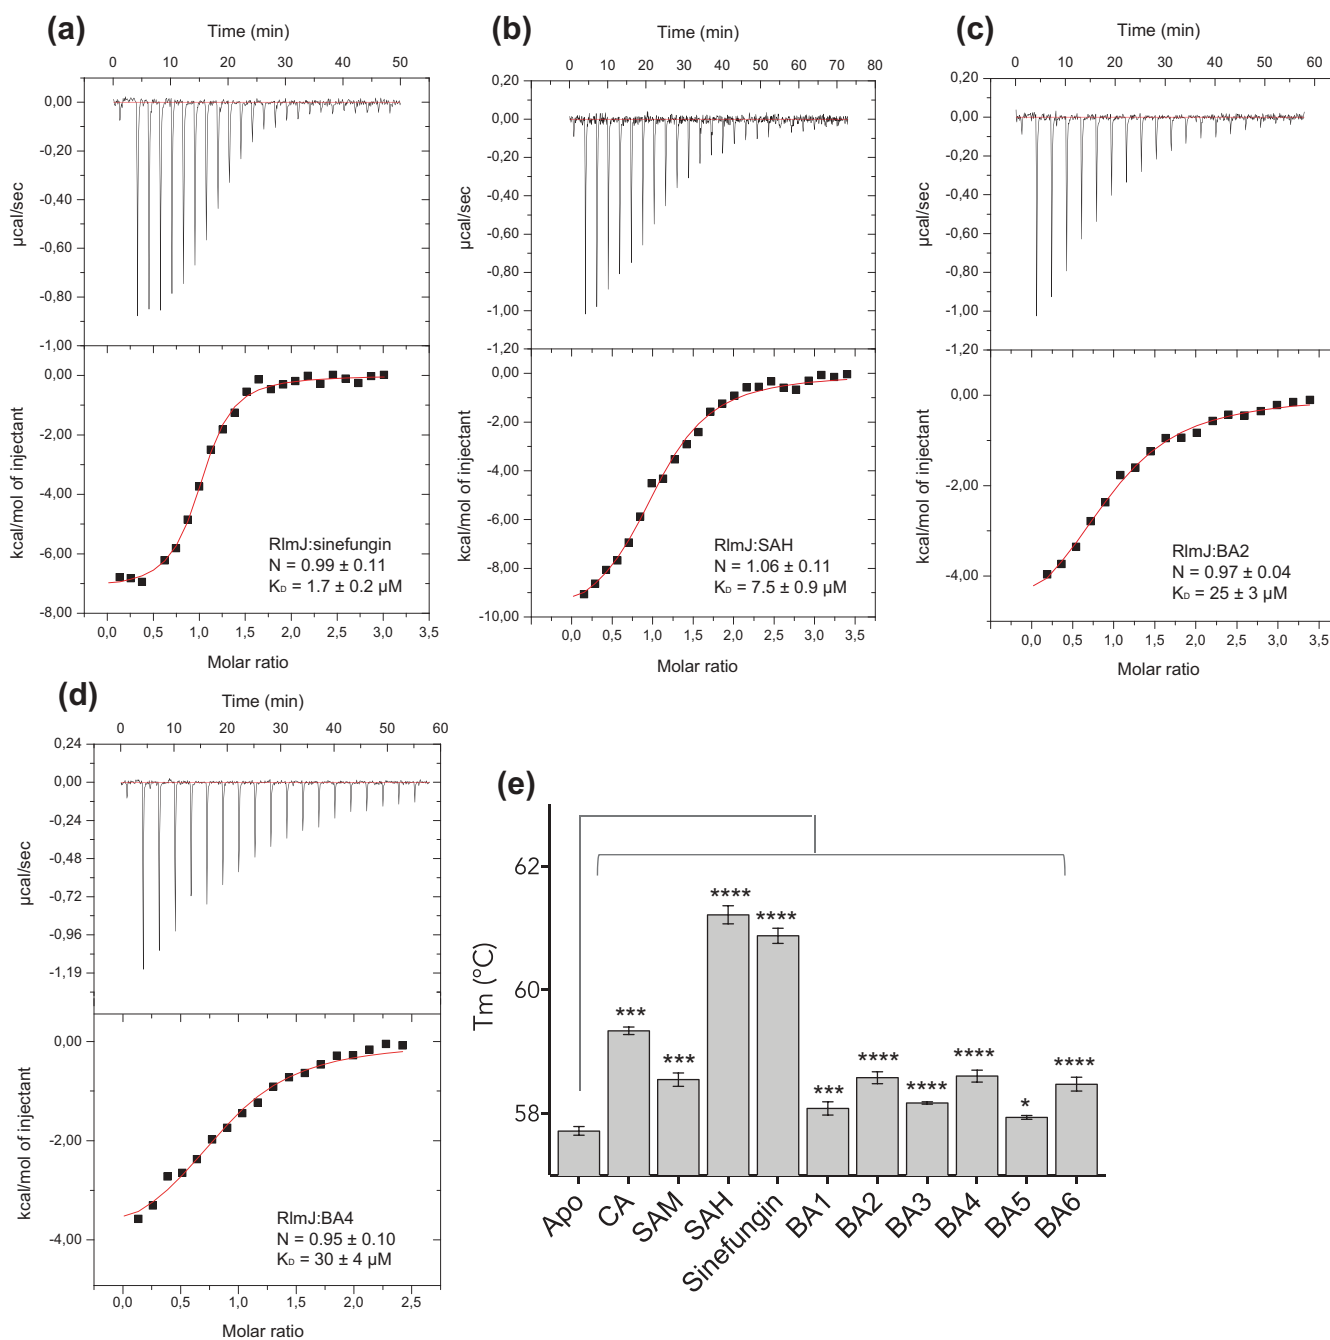 (a)
Time (min)
0 10 20 30 40 50
0,00
-0,20
-0,40
-0,60
-0,80
-1,00
µcal/sec
0,00
-2,00
-4,00
-6,00
-8,00
kcal/mol of injectant
RlmJ:sinefungin
N = 0.99 ± 0.11
KD = 1.7 ± 0.2 µM
0,0 0,5 1,0 1,5 2,0 2,5 3,0 3,5
Molar ratio
(b)
Time (min)
0 10 20 30 40 50 60 70 80
0,20
0,00
-0,20
-0,40
-0,60
-0,80
-1,00
-1,20
µcal/sec
0,00
-2,00
-4,00
-6,00
-8,00
-10,00
kcal/mol of injectant
RlmJ:SAH
N = 1.06 ± 0.11
KD = 7.5 ± 0.9 µM
0,0 0,5 1,0 1,5 2,0 2,5 3,0 3,5
Molar ratio
(c)
Time (min)
0 10 20 30 40 50 60
0,20
0,00
-0,20
-0,40
-0,60
-0,80
-1,00
-1,20
µcal/sec
0,00
-2,00
-4,00
kcal/mol of injectant
RlmJ:BA2
N = 0.97 ± 0.04
KD = 25 ± 3 µM
0,0 0,5 1,0 1,5 2,0 2,5 3,0 3,5
Molar ratio
(d)
Time (min)
0 10 20 30 40 50 60
0,24
0,00
-0,24
-0,48
-0,72
-0,96
-1,19
µcal/sec
0,00
-2,00
-4,00
kcal/mol of injectant
RlmJ:BA4
N = 0.95 ± 0.10
KD = 30 ± 4 µM
0,0 0,5 1,0 1,5 2,0 2,5
Molar ratio
(e)
Tm (°C)
62
60
58
*** *** **** **** *** **** **** **** * ****
Apo CA SAM SAH Sinefungin BA1 BA2 BA3 BA4 BA5 BA6